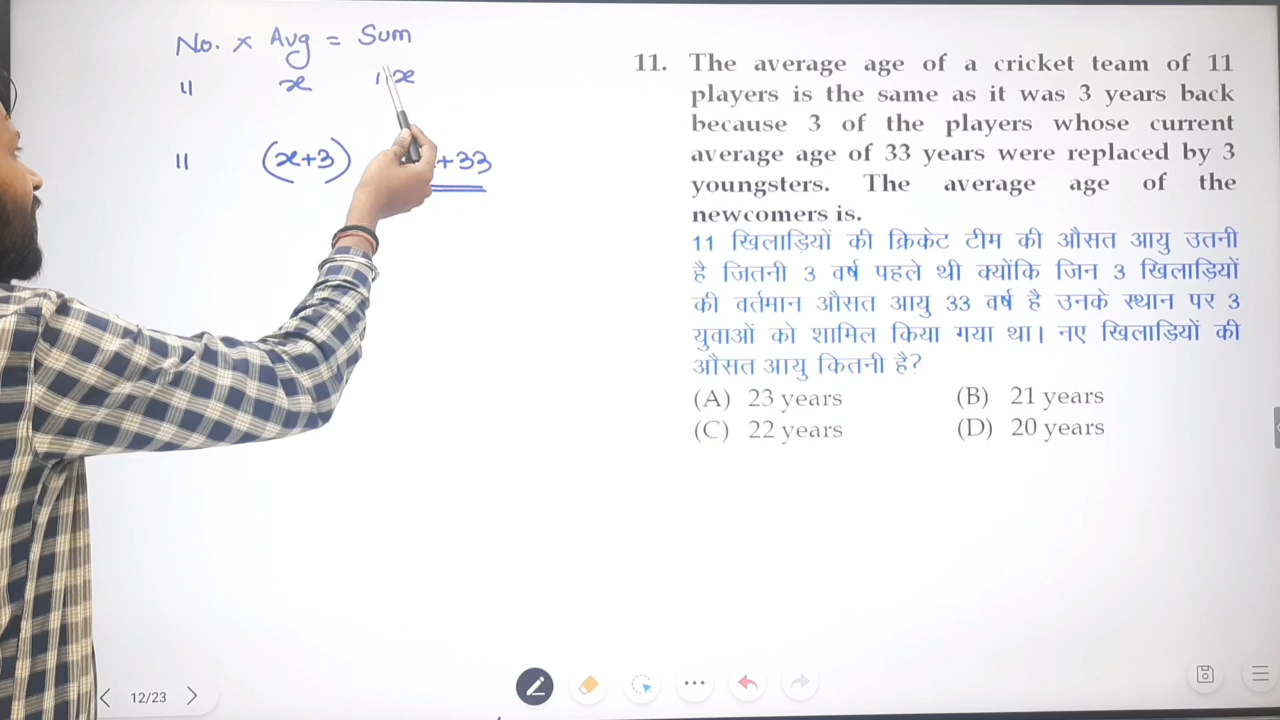 No. × Avg = Sum
11 x 11x
11 (x+3) +33
11. The average age of a cricket team of 11
players is the same as it was 3 years back
because 3 of the players whose current
average age of 33 years were replaced by 3
youngsters. The average age of the
newcomers is.
11 खिलाड़ियों की क्रिकेट टीम की औसत आयु उतनी
है जितनी 3 वर्ष पहले थी क्योंकि जिन 3 खिलाड़ियों
की वर्तमान औसत आयु 33 वर्ष है उनके स्थान पर 3
युवाओं को शामिल किया गया था। नए खिलाड़ियों की
औसत आयु कितनी है?
(A) 23 years (B) 21 years
(C) 22 years (D) 20 years
12/23